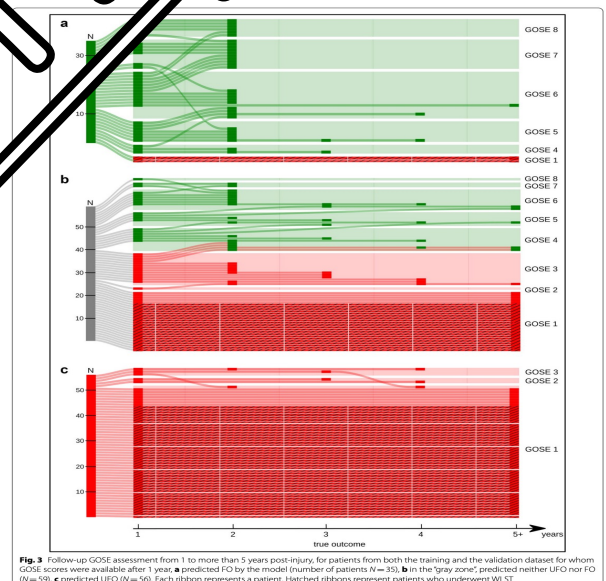 a
N
30
10
GOSE 8
GOSE 7
GOSE 6
GOSE 5
GOSE 4
GOSE 1
b
N
50
40
30
20
10
GOSE 8
GOSE 7
GOSE 6
GOSE 5
GOSE 4
GOSE 3
GOSE 2
GOSE 1
c
N
50
40
30
20
10
GOSE 3
GOSE 2
GOSE 1
1 2 3 4 5+ years
true outcome
Fig. 3 Follow-up GOSE assessment from 1 to more than 5 years post-injury, for patients from both the training and the validation dataset for whom
GOSE scores were available after 1 year, a predicted FO by the model (number of patients N = 35), b in the "gray zone", predicted neither UFO nor FO
(N = 59), c predicted UFO (N = 56). Each ribbon represents a patient. Hatched ribbons represent patients who underwent WLST